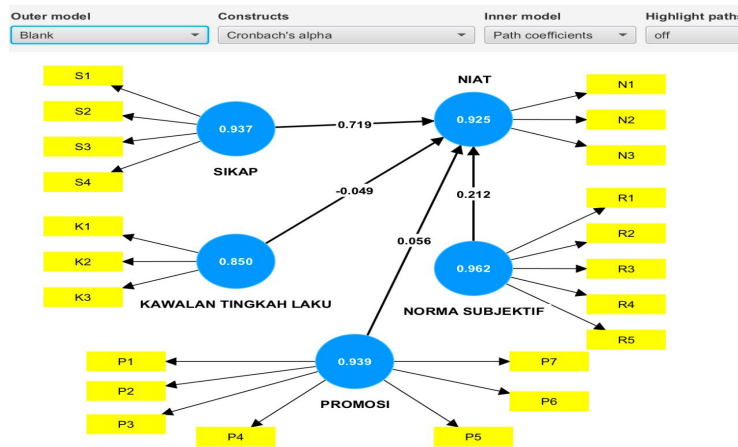 Outer model
Constructs
Inner model
Highlight paths
Blank
Cronbach's alpha
Path coefficients
off
S1
S2
S3
S4
0.937
SIKAP
0.719
NIAT
0.925
N1
N2
N3
-0.049
0.212
0.056
K1
K2
K3
0.850
KAWALAN TINGKAH LAKU
0.962
NORMA SUBJEKTIF
R1
R2
R3
R4
R5
P1
P2
P3
P4
0.939
PROMOSI
P5
P6
P7